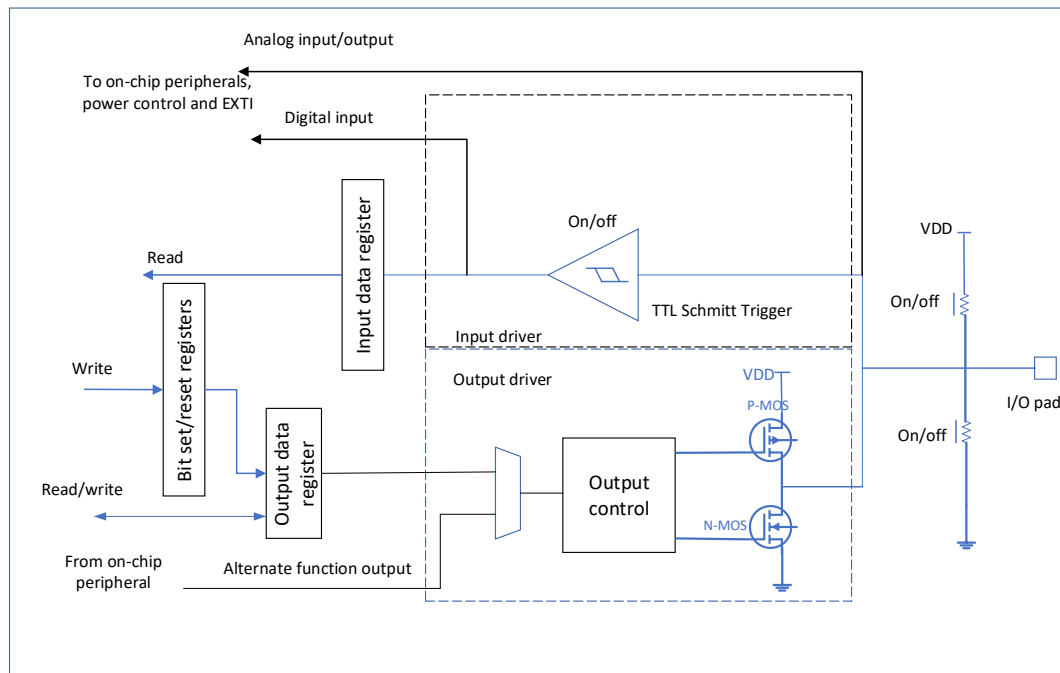 Analog input/output
To on-chip peripherals,
power control and EXTI
Digital input
On/off
Input data register
Read
TTL Schmitt Trigger
VDD
On/off
Input driver
Bit set/reset registers
Write
Output driver
VDD
P-MOS
I/O pad
On/off
Output data
register
Read/write
Output
control
N-MOS
From on-chip
peripheral
Alternate function output